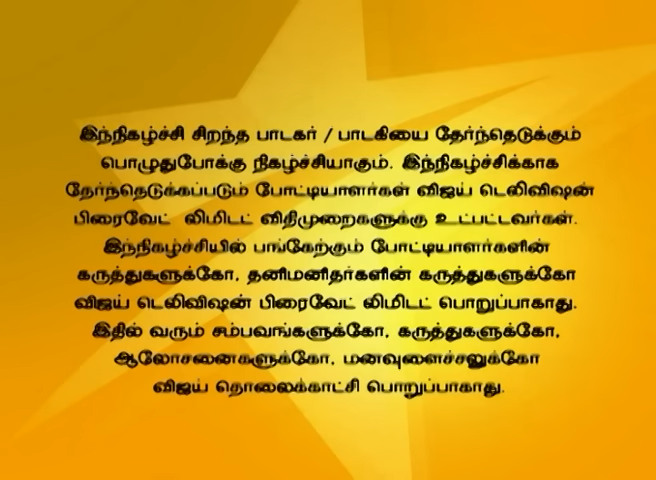 இந்நிகழ்ச்சி சிறந்த பாடகர் / பாடகியை தேர்ந்தெடுக்கும்
பொழுதுபோக்கு நிகழ்ச்சியாகும். இந்நிகழ்ச்சிக்காக
தேர்ந்தெடுக்கப்படும் போட்டியாளர்கள் விஜய் டெலிவிஷன்
பிரைவேட் லிமிடட் விதிமுறைகளுக்கு உட்பட்டவர்கள்.
இந்நிகழ்ச்சியில் பங்கேற்கும் போட்டியாளர்களின்
கருத்துகளுக்கோ, தனிமனிதர்களின் கருத்துகளுக்கோ
விஜய் டெலிவிஷன் பிரைவேட் லிமிடட் பொறுப்பாகாது.
இதில் வரும் சம்பவங்களுக்கோ, கருத்துகளுக்கோ,
ஆலோசனைகளுக்கோ, மனவுளைச்சலுக்கோ
விஜய் தொலைக்காட்சி பொறுப்பாகாது.